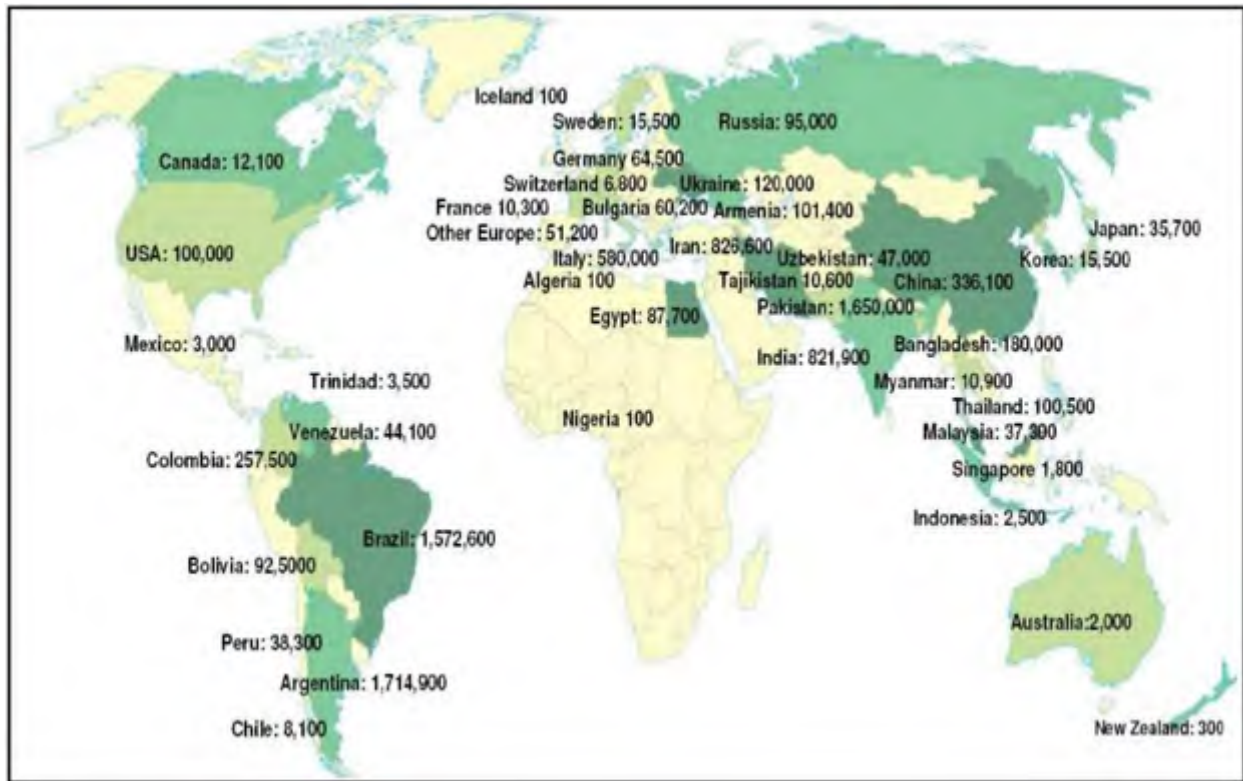 Iceland 100
Sweden: 15,500
Russia: 95,000
Canada: 12,100
Germany 64,500
Switzerland 6,800
Ukraine: 120,000
France 10,300
Bulgaria 60,200
Armenia: 101,400
Other Europe: 51,200
Japan: 35,700
USA: 100,000
Italy: 580,000
Iran: 826,600
Uzbekistan: 47,000
Korea: 15,500
Algeria 100
Tajikistan 10,600
China: 336,100
Egypt: 87,700
Pakistan: 1,650,000
Mexico: 3,000
India: 821,900
Bangladesh: 180,000
Trinidad: 3,500
Myanmar: 10,900
Nigeria 100
Thailand: 100,500
Venezuela: 44,100
Malaysia: 37,300
Colombia: 257,500
Singapore 1,800
Indonesia: 2,500
Brazil: 1,572,600
Bolivia: 92,5000
Australia:2,000
Peru: 38,300
Argentina: 1,714,900
Chile: 8,100
New Zealand: 300